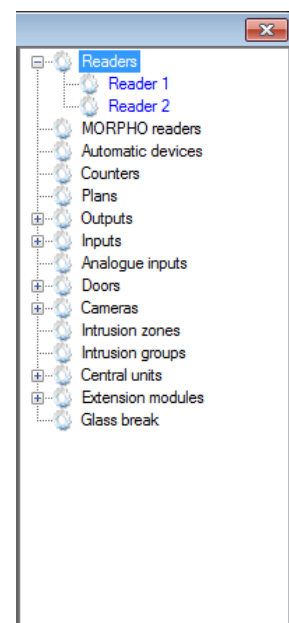 Readers
Reader 1
Reader 2
MORPHO readers
Automatic devices
Counters
Plans
Outputs
Inputs
Analogue inputs
Doors
Cameras
Intrusion zones
Intrusion groups
Central units
Extension modules
Glass break